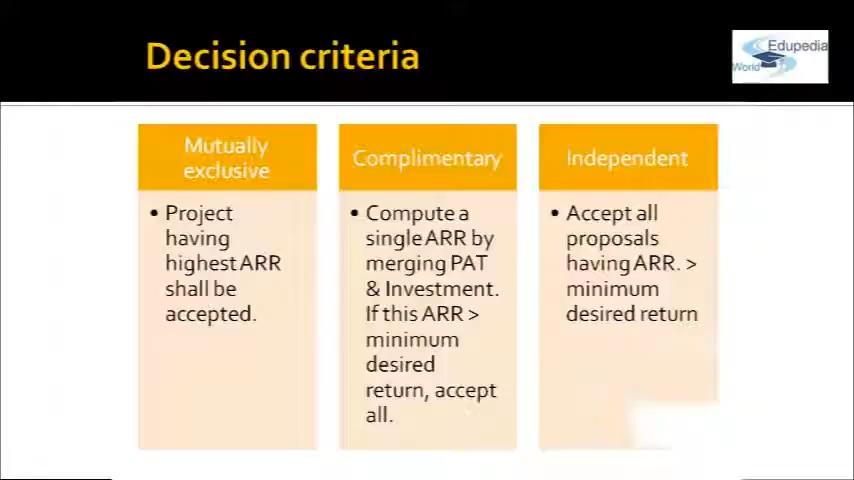 Decision criteria
Edupedia
World
Mutually
exclusive
• Project
having
highest ARR
shall be
accepted.
Complimentary
• Compute a
single ARR by
merging PAT
& Investment.
If this ARR >
minimum
desired
return, accept
all.
Independent
• Accept all
proposals
having ARR. >
minimum
desired return